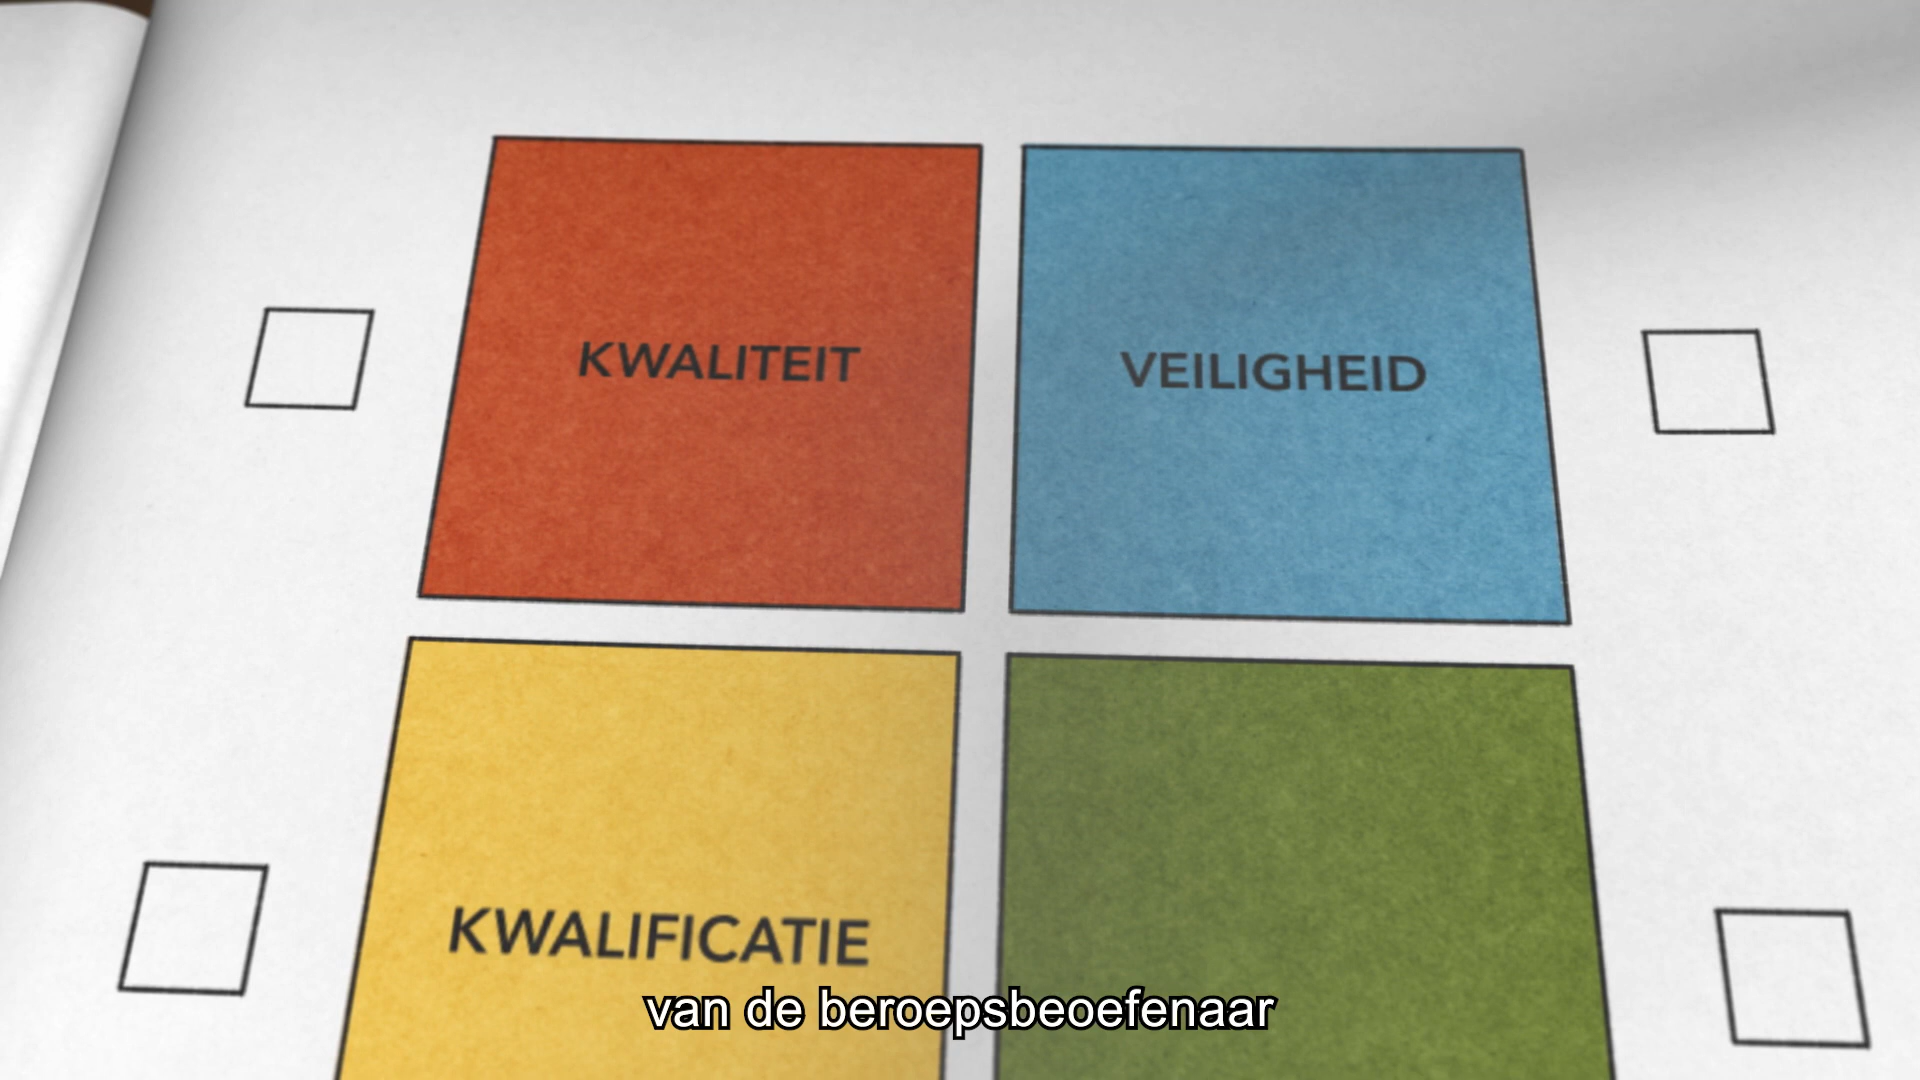 KWALITEIT
VEILIGHEID
KWALIFICATIE
van de beroepsbeoefenaar